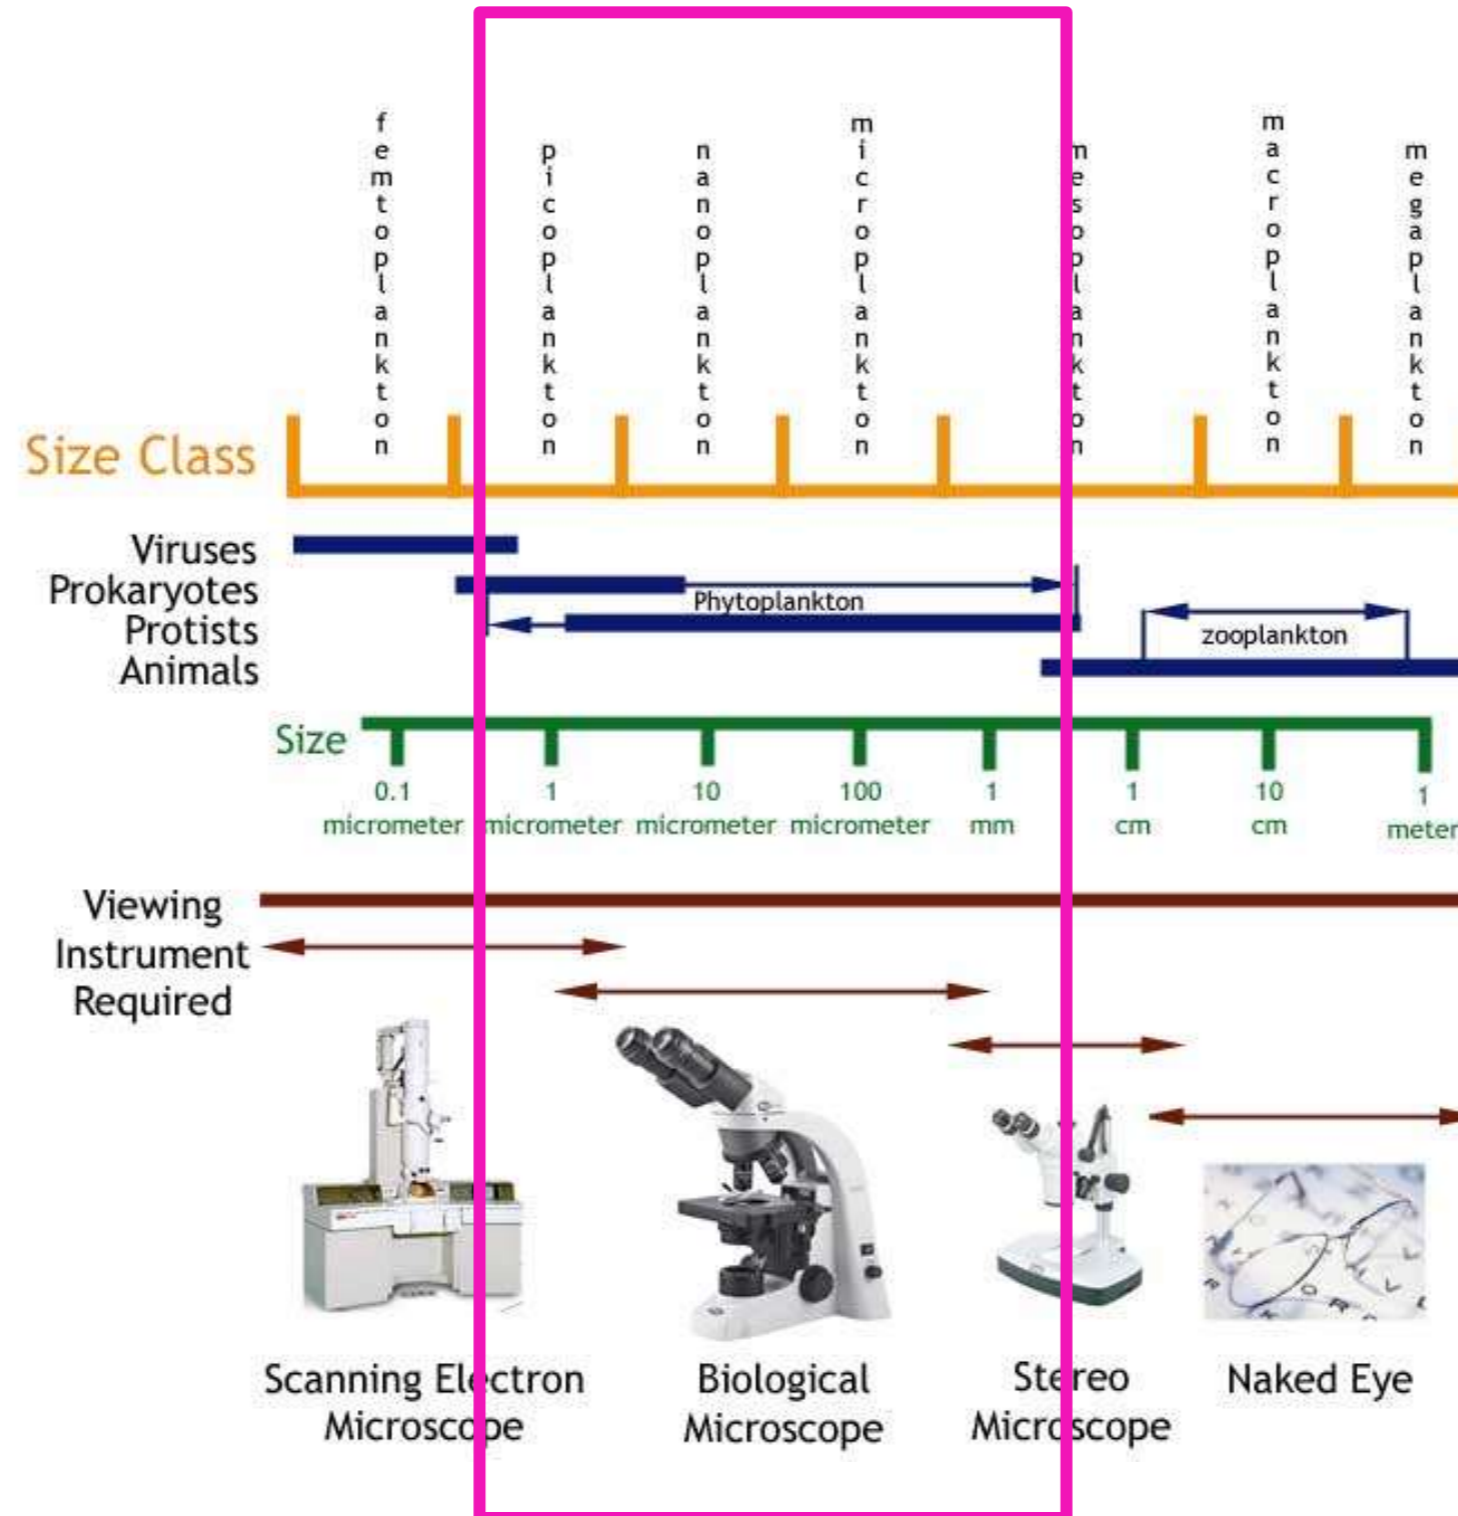 femtoplankton
picoplankton
nanoplankton
microplankton
mesoplankton
macroplankton
megaplankton
Size Class
Viruses
Prokaryotes
Phytoplankton
Protists
zooplankton
Animals
Size
0.1 micrometer
1 micrometer
10 micrometer
100 micrometer
1 mm
1 cm
10 cm
1 meter
Viewing
Instrument
Required
Scanning Electron
Microscope
Biological
Microscope
Stereo
Microscope
Naked Eye